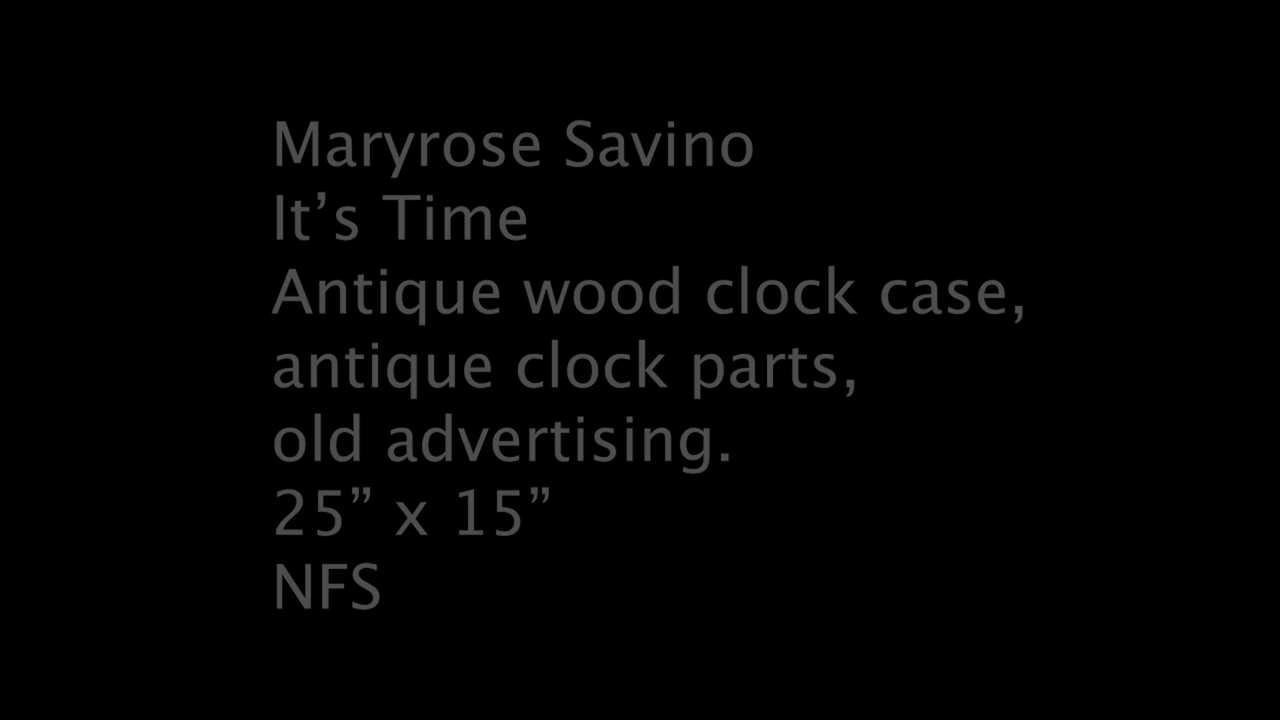 Maryrose Savino
It’s Time
Antique wood clock case,
antique clock parts,
old advertising.
25” x 15”
NFS